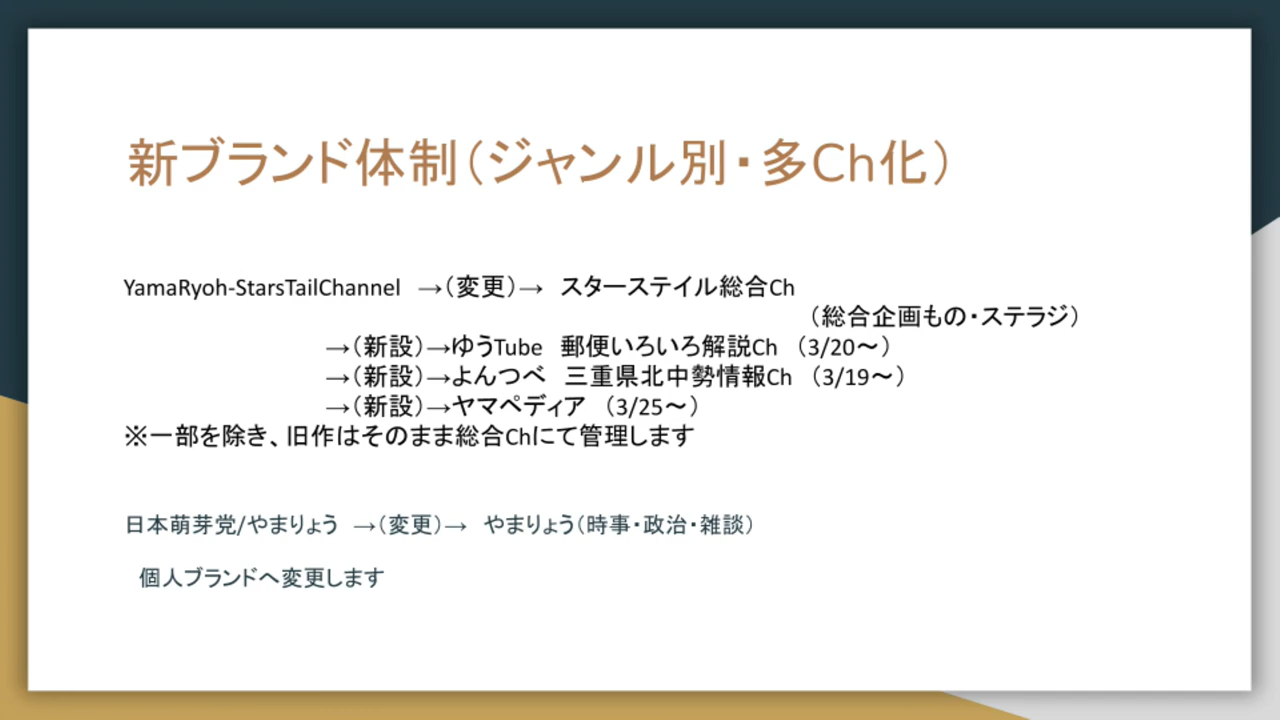 新ブランド体制（ジャンル別・多Ch化）
YamaRyoh-StarsTailChannel　→（変更）→　スターステイル総合Ch
（総合企画もの・ステラジ）
→（新設）→ゆうTube　郵便いろいろ解説Ch　（3/20～）
→（新設）→よんつべ　三重県北中勢情報Ch　（3/19～）
→（新設）→ヤマペディア　（3/25～）
※一部を除き、旧作はそのまま総合Chにて管理します
日本萌芽党/やまりょう　→（変更）→　やまりょう（時事・政治・雑談）
個人ブランドへ変更します